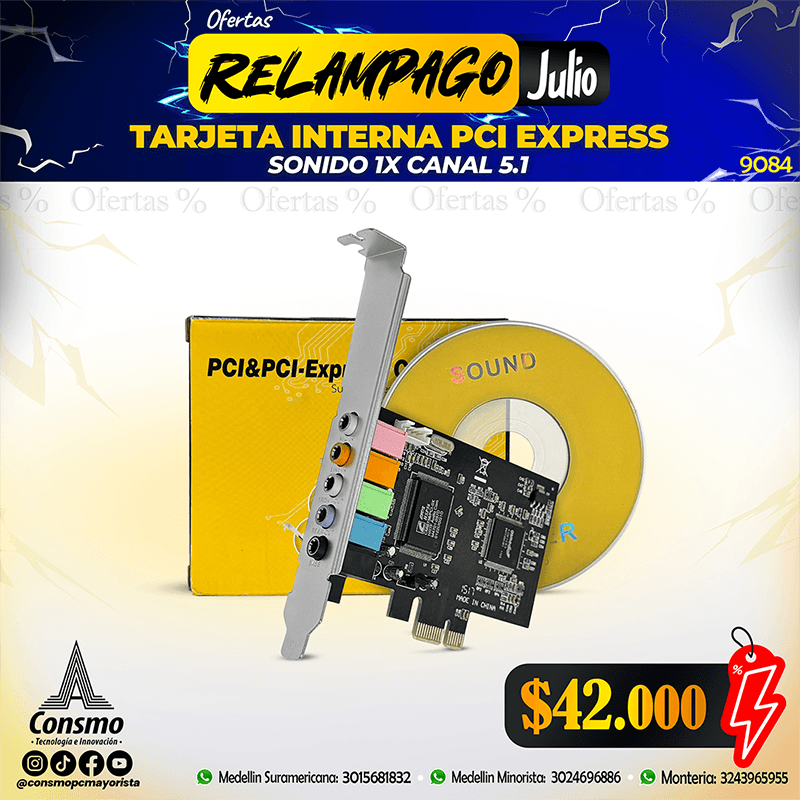 Ofertas
RELAMPAGO Julio
TARJETA INTERNA PCI EXPRESS
SONIDO 1X CANAL 5.1
9084
Ofertas % Ofertas % Ofertas % Ofertas %
PCI&PCI-Exp
SOUND
ER
1517
MADE IN CHINA
$42.000
%
Consmo
• Tecnología e Innovación •
@consmopcmayorista
Medellin Suramericana: 3015681832 • Medellin Minorista: 3024696886 • Monteria: 3243965955